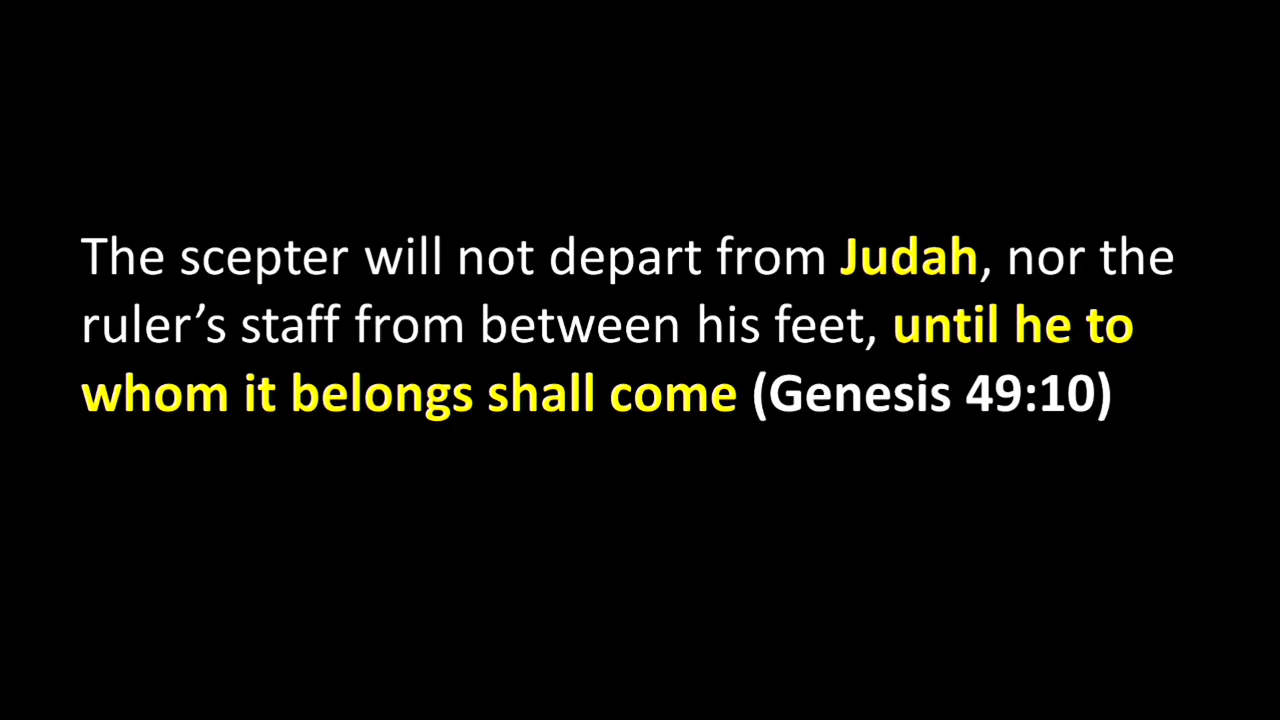 The scepter will not depart from Judah, nor the
ruler’s staff from between his feet, until he to
whom it belongs shall come (Genesis 49:10)